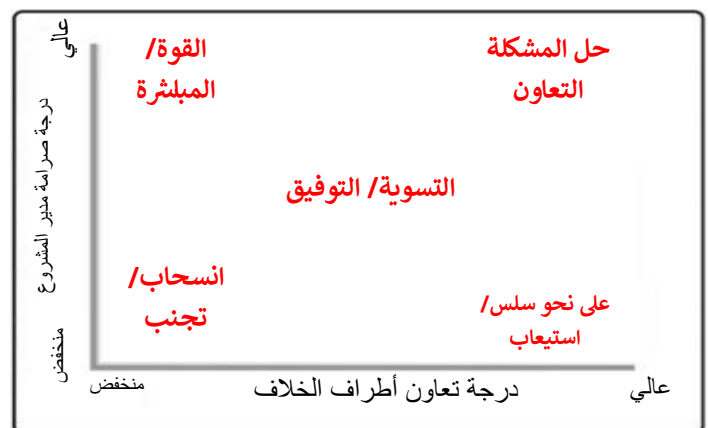 عالي
درجة صرامة مدير المشروع
منخفض
القوة/
المبلشرة
حل المشكلة
التعاون
التسوية/ التوفيق
انسحاب/
تجنب
على نحو سلس/
استيعاب
منخفض
درجة تعاون أطراف الخلاف
عالي